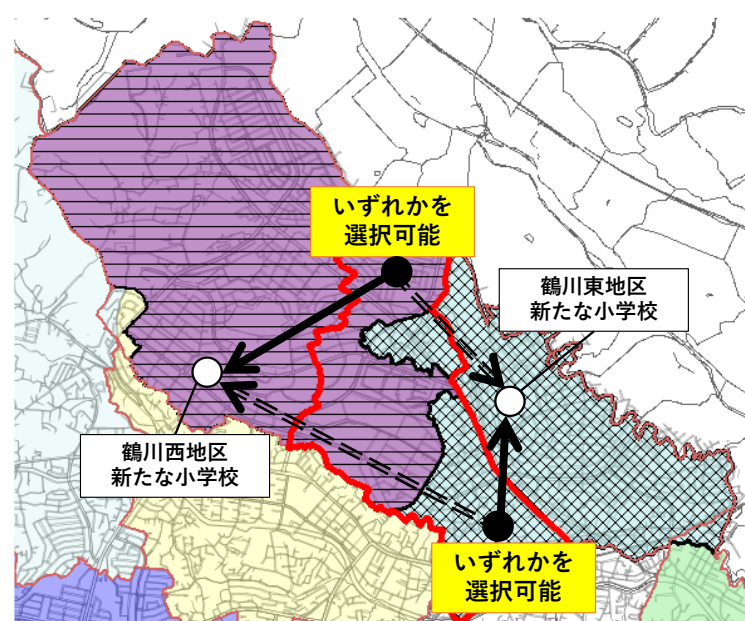 いずれかを
選択可能
鶴川東地区
新たな小学校
鶴川西地区
新たな小学校
いずれかを
選択可能